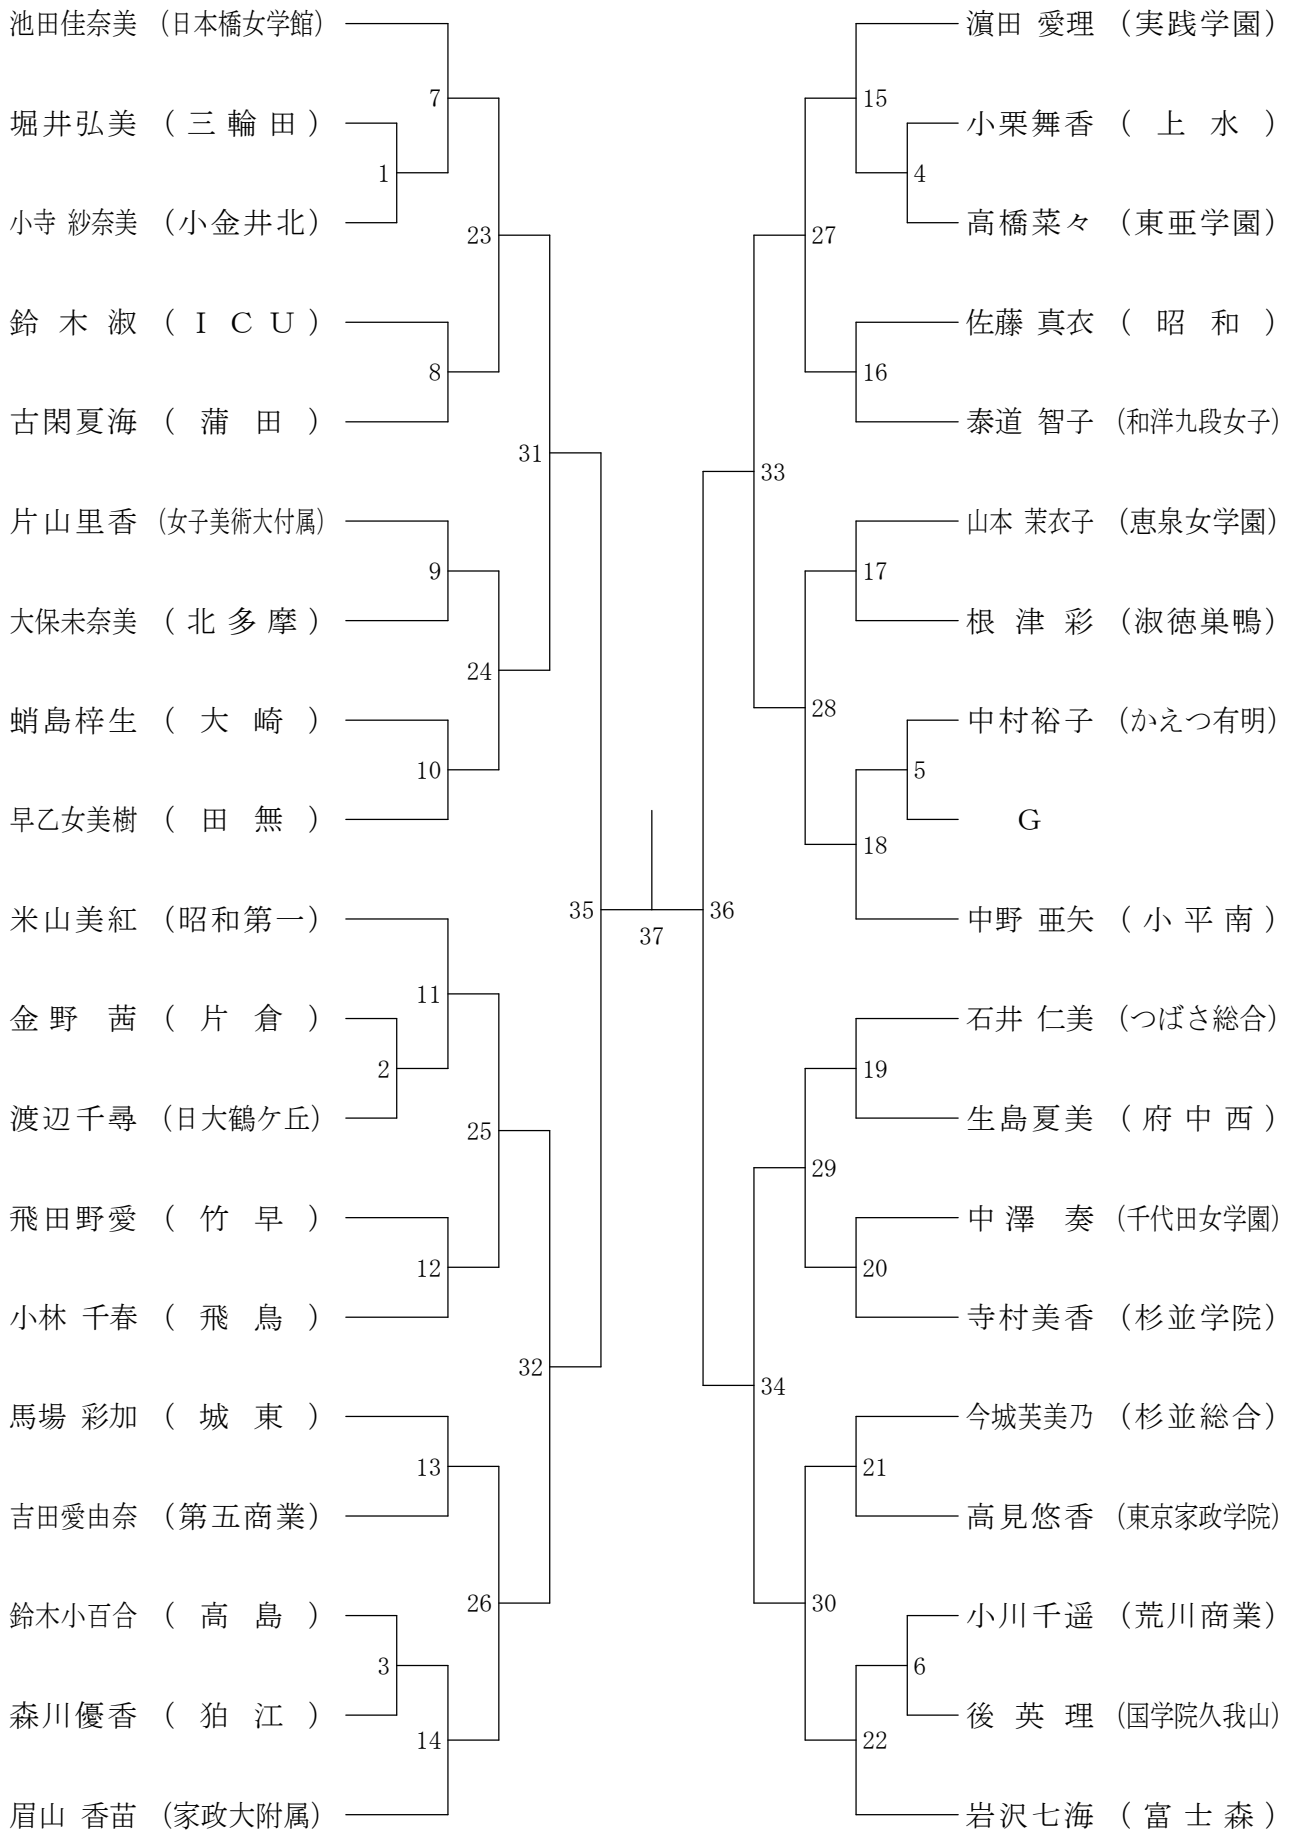 池田佳奈美 (日本橋女学館)
7
堀井弘美 (三輪田)
1
小寺 紗奈美 (小金井北)
23
鈴木淑 (ICU)
8
古閑夏海 (蒲田)
31
片山里香 (女子美術大付属)
9
大保未奈美 (北多摩)
24
蛸島梓生 (大崎)
10
早乙女美樹 (田無)
35
米山美紅 (昭和第一)
11
金野 茜 (片倉)
2
渡辺千尋 (日大鶴ケ丘)
25
飛田野愛 (竹早)
12
小林 千春 (飛鳥)
32
馬場 彩加 (城東)
13
吉田愛由奈 (第五商業)
26
鈴木小百合 (高島)
3
森川優香 (狛江)
14
眉山 香苗 (家政大附属)
37
濵田 愛理 (実践学園)
15
小栗舞香 (上水)
4
高橋菜々 (東亜学園)
27
佐藤 真衣 (昭和)
16
泰道 智子 (和洋九段女子)
33
山本 茉衣子 (恵泉女学園)
17
根津彩 (淑徳巣鴨)
28
中村裕子 (かえつ有明)
5
G
18
中野 亜矢 (小平南)
36
石井 仁美 (つばさ総合)
19
生島夏美 (府中西)
29
中澤 奏 (千代田女学園)
20
寺村美香 (杉並学院)
34
今城芙美乃 (杉並総合)
21
高見悠香 (東京家政学院)
30
小川千遥 (荒川商業)
6
後英理 (国学院久我山)
22
岩沢七海 (富士森)